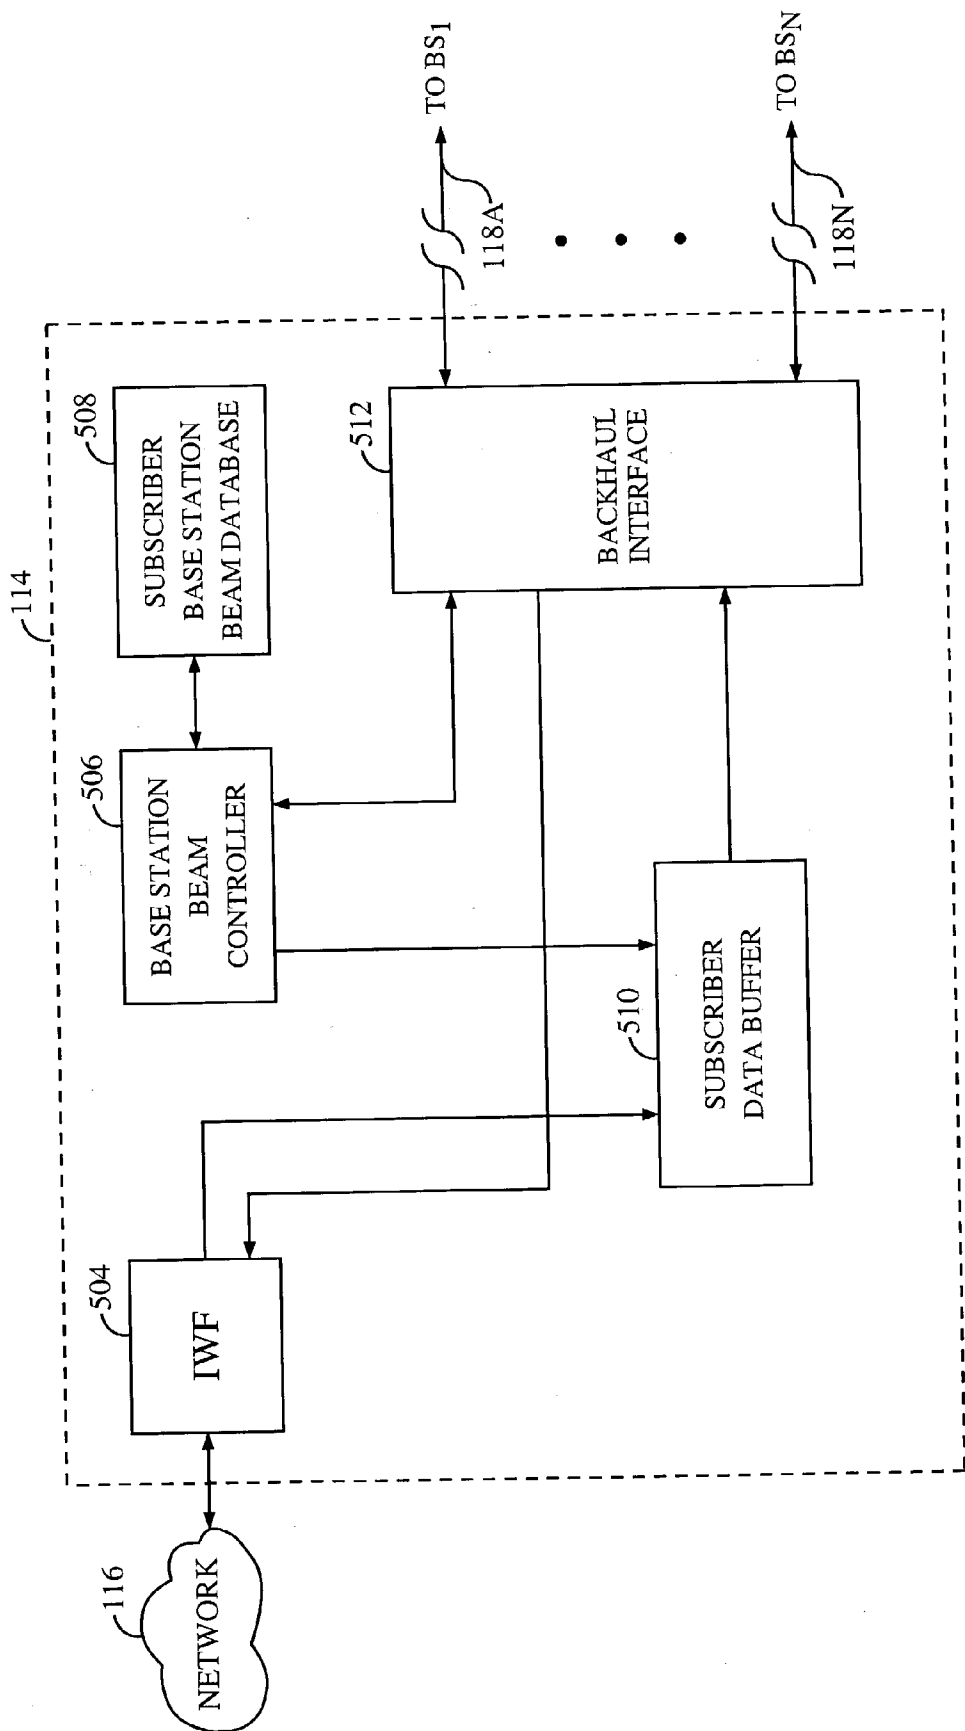 114
508
SUBSCRIBER
BASE STATION
BEAM DATABASE
506
BASE STATION
BEAM
CONTROLLER
504
IWF
116
NETWORK
510
SUBSCRIBER
DATA BUFFER
512
BACKHAUL
INTERFACE
TO BS1
118A
TO BSN
118N